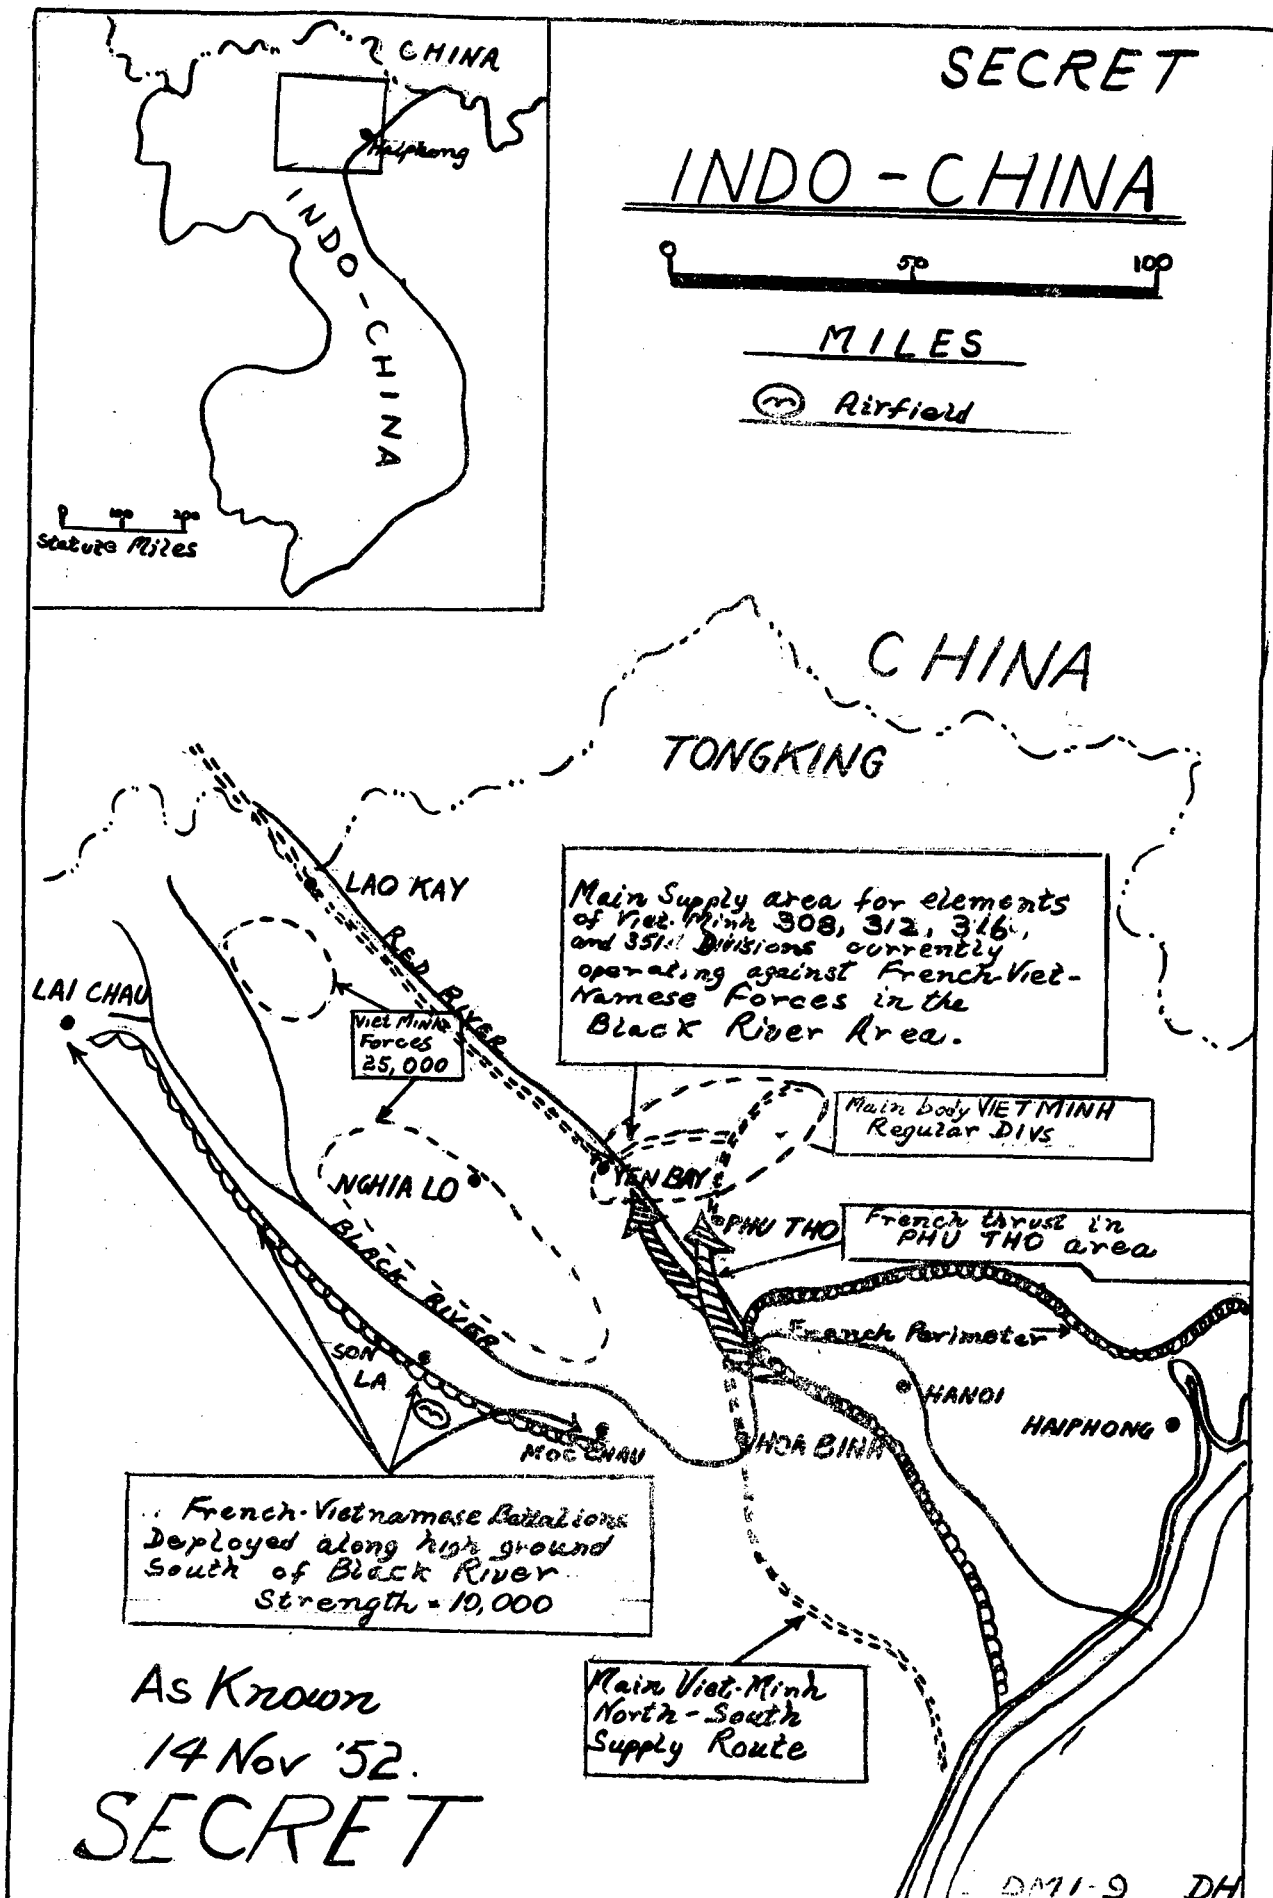 CHINA
Haiphong
INDO-CHINA
0 100 200
Statute Miles
SECRET
INDO-CHINA
0 50 100
MILES
Airfield
CHINA
TONGKING
LAO KAY
RED RIVER
LAI CHAU
Viet Minh
Forces
25,000
Main Supply area for elements
of Viet-Minh 308, 312, 316,
and 351st Divisions currently
operating against French-Viet-
Namese Forces in the
Black River Area.
Main body VIET MINH
Regular DIVs
YEN BAY
NGHIA LO
PHU THO
French thrust in
PHU THO area
BLACK RIVER
French Perimeter
SON
LA
HANOI
HAIPHONG
MOC CHAU
HOA BINH
French-Vietnamese Battalions
Deployed along high ground
South of Black River
Strength = 10,000
Main Viet-Minh
North-South
Supply Route
As Known
14 Nov '52.
SECRET
DMI-9 DH